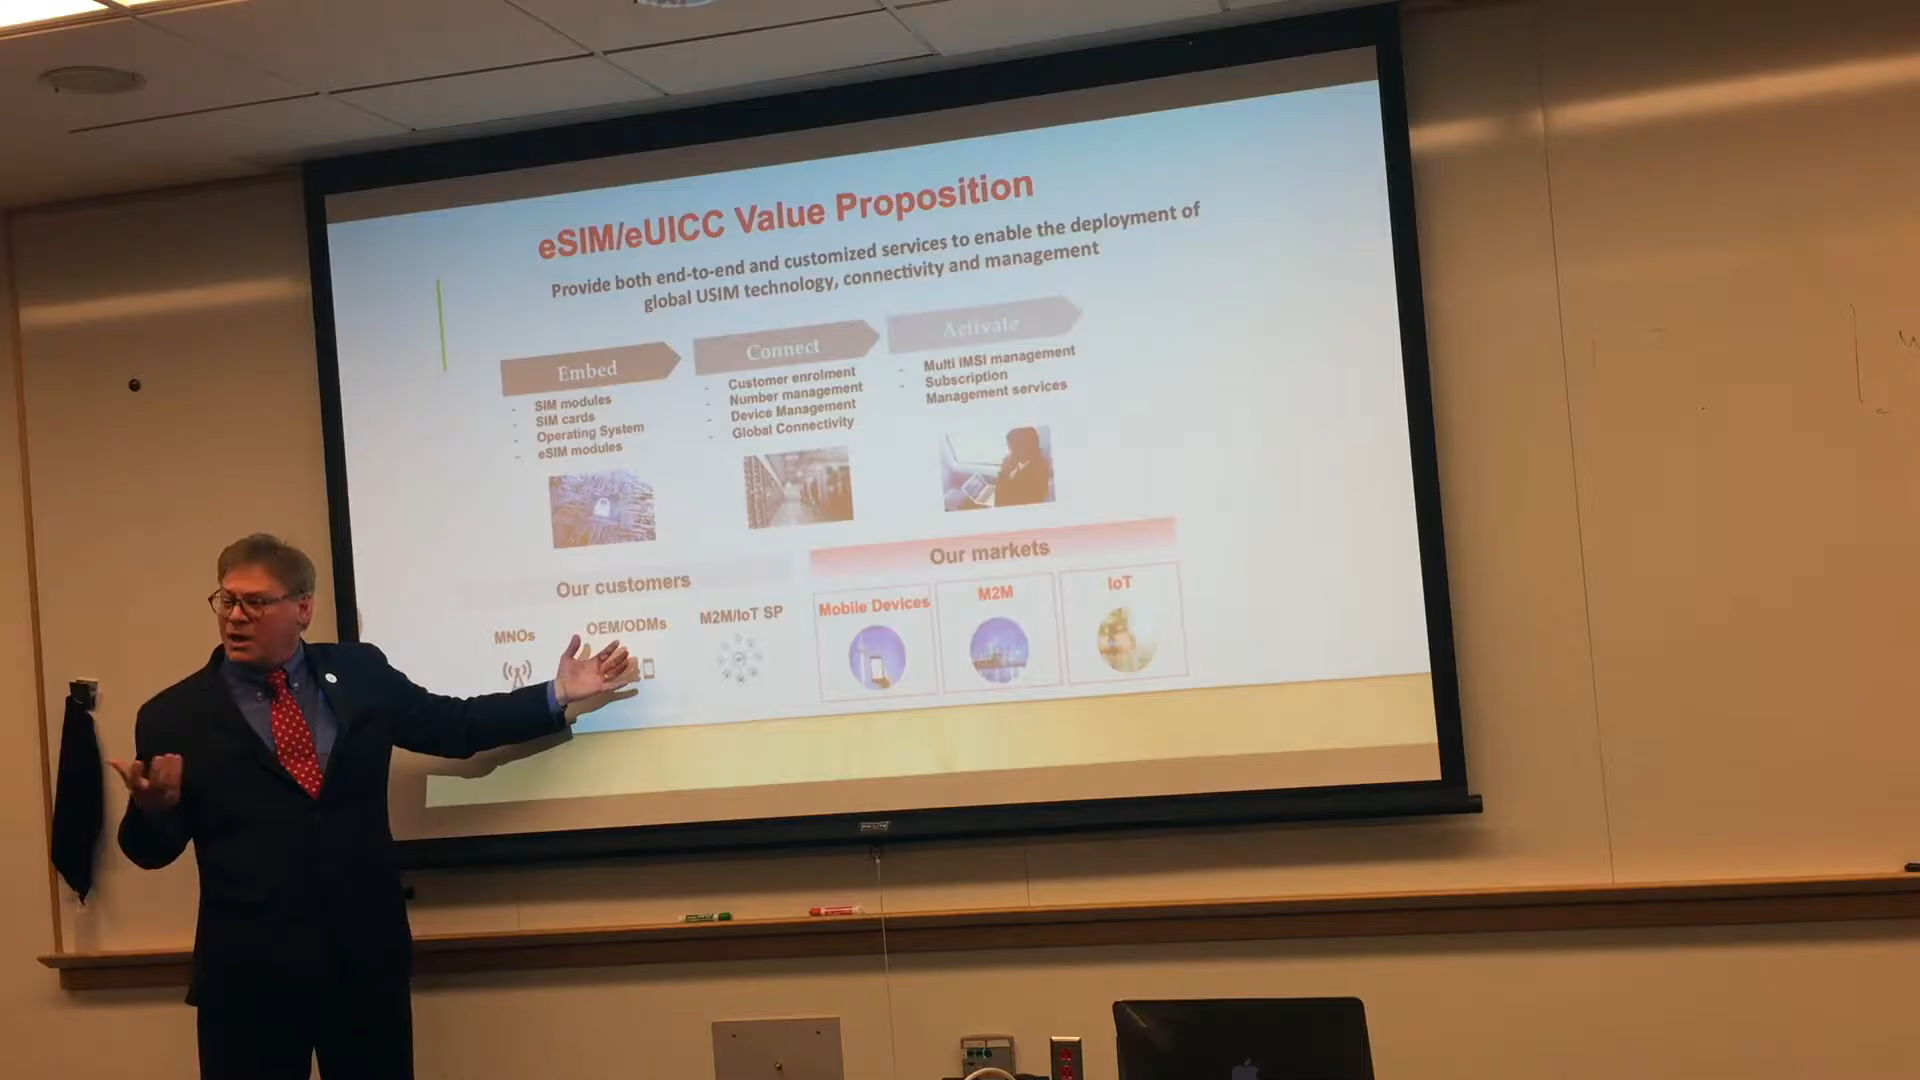 eSIM/eUICC Value Proposition
Provide both end-to-end and customized services to enable the deployment of
global USIM technology, connectivity and management
Embed
- SIM modules
- SIM cards
- Operating System
- eSIM modules
Connect
- Customer enrolment
- Number management
- Device Management
- Global Connectivity
Activate
- Multi IMSI management
- Subscription
Management services
Our customers
MNOs
OEM/ODMs
M2M/IoT SP
Our markets
Mobile Devices
M2M
IoT